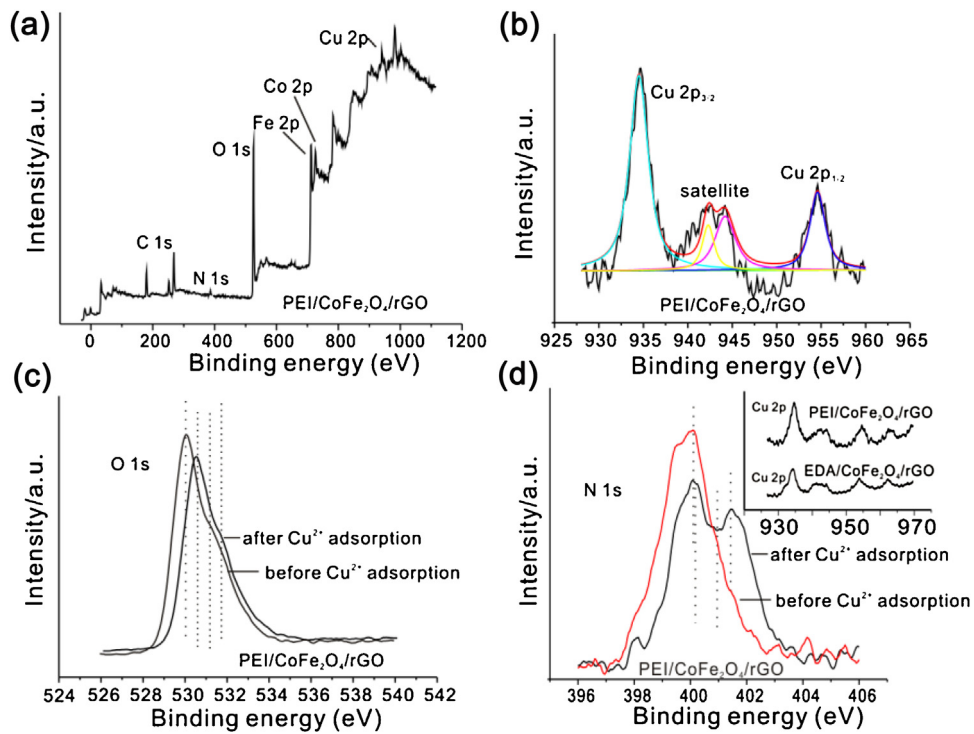 (a)
Intensity/a.u.
Cu 2p
Co 2p
Fe 2p
O 1s
C 1s
N 1s
PEI/CoFe₂O₄/rGO
0 200 400 600 800 1000 1200
Binding energy (eV)
(b)
Intensity/a.u.
Cu 2p₃₋₂
satellite
Cu 2p₁₋₂
PEI/CoFe₂O₄/rGO
925 930 935 940 945 950 955 960 965
Binding energy (eV)
(c)
Intensity/a.u.
O 1s
after Cu²⁺ adsorption
before Cu²⁺ adsorption
PEI/CoFe₂O₄/rGO
524 526 528 530 532 534 536 538 540 542
Binding energy (eV)
(d)
Intensity/a.u.
N 1s
Cu 2p PEI/CoFe₂O₄/rGO
Cu 2p EDA/CoFe₂O₄/rGO
930 950 970
after Cu²⁺ adsorption
before Cu²⁺ adsorption
PEI/CoFe₂O₄/rGO
396 398 400 402 404 406
Binding energy (eV)